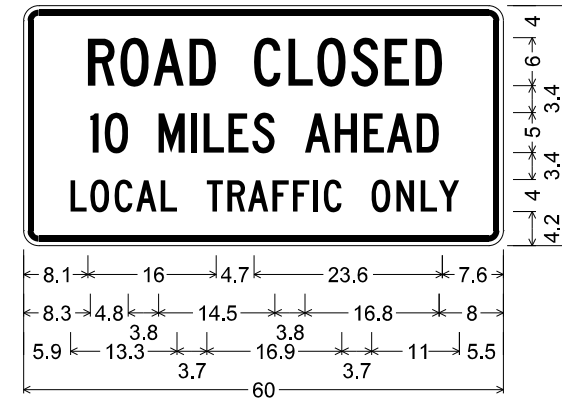 ROAD CLOSED
10 MILES AHEAD
LOCAL TRAFFIC ONLY
4
6
3.4
5
3.4
4
4.2
8.1 16 4.7 23.6 7.6
8.3 4.8 3.8 14.5 3.8 16.8 8
5.9 13.3 3.7 16.9 3.7 11 5.5
60